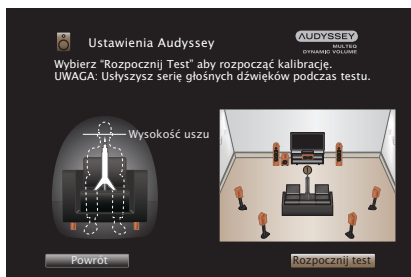 Ustawienia Audyssey
AUDYSSEY
MULTEQ
DYNAMIC VOLUME
Wybierz “Rozpocznij Test” aby rozpocząć kalibrację.
UWAGA: Usłyszysz serię głośnych dźwięków podczas testu.
Wysokość uszu
Powrót
Rozpocznij test